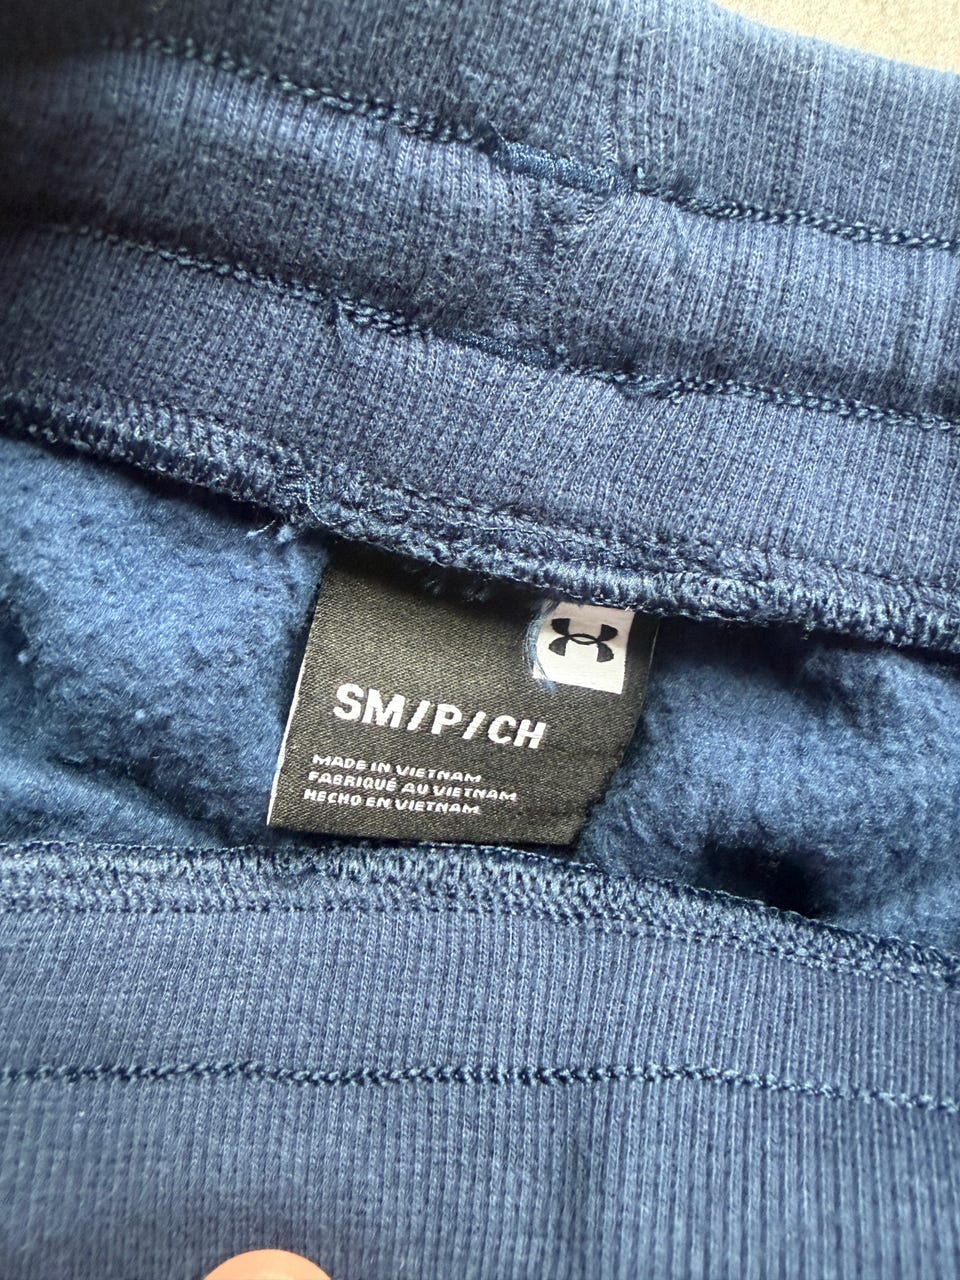 SM/P/CH
MADE IN VIETNAM
FABRIQUÉ AU VIETNAM
HECHO EN VIETNAM